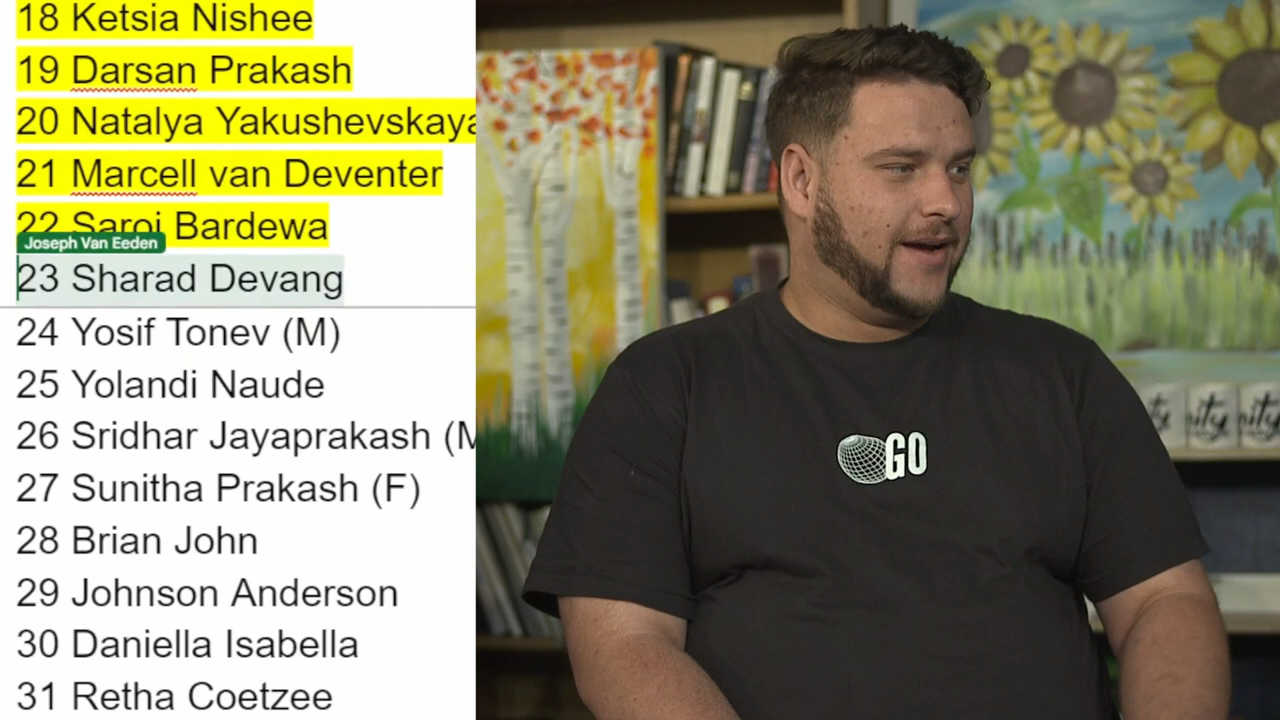 18 Ketsia Nishee
19 Darsan Prakash
20 Natalya Yakushevskaya
21 Marcell van Deventer
22 Saroj Bardewa
Joseph Van Eeden
23 Sharad Devang
24 Yosif Tonev (M)
25 Yolandi Naude
26 Sridhar Jayaprakash (M
27 Sunitha Prakash (F)
28 Brian John
29 Johnson Anderson
30 Daniella Isabella
31 Retha Coetzee
GO